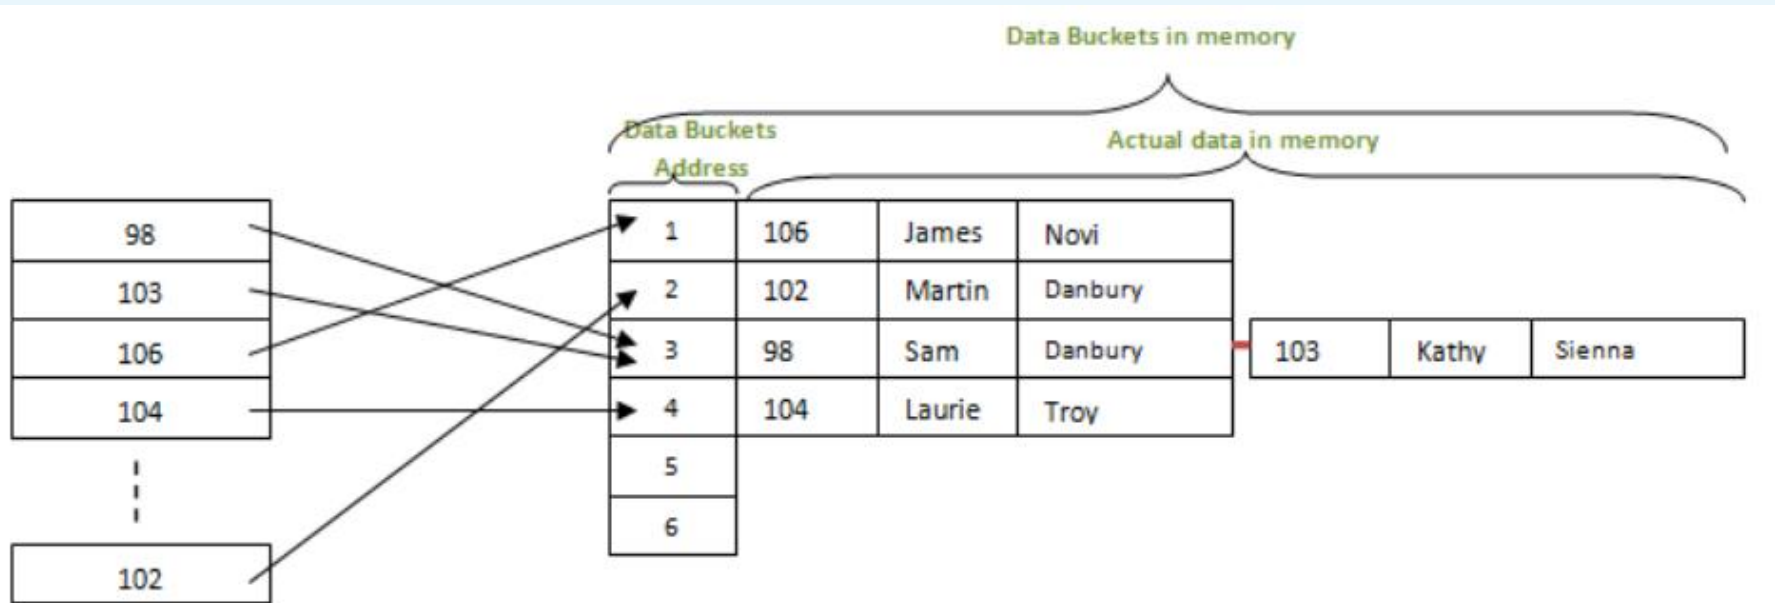 Data Buckets in memory
Data Buckets
Address
Actual data in memory
98
103
106
104
102
1 106 James Novi
2 102 Martin Danbury
3 98 Sam Danbury 103 Kathy Sienna
4 104 Laurie Troy
5
6